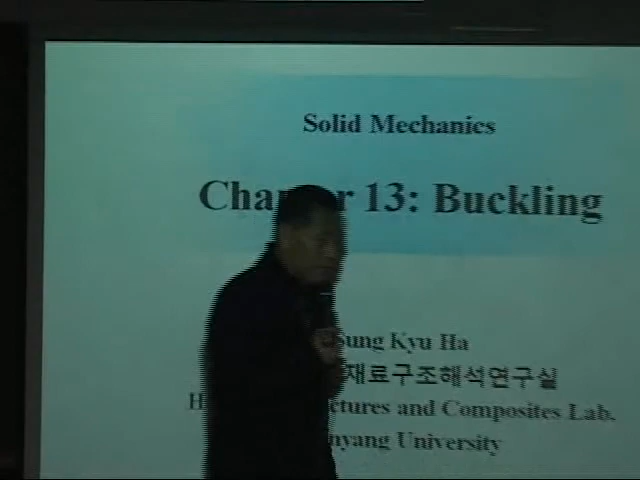 Solid Mechanics
Chapter 13: Buckling
Sung Kyu Ha
재료구조해석연구실
and Composites Lab.
University